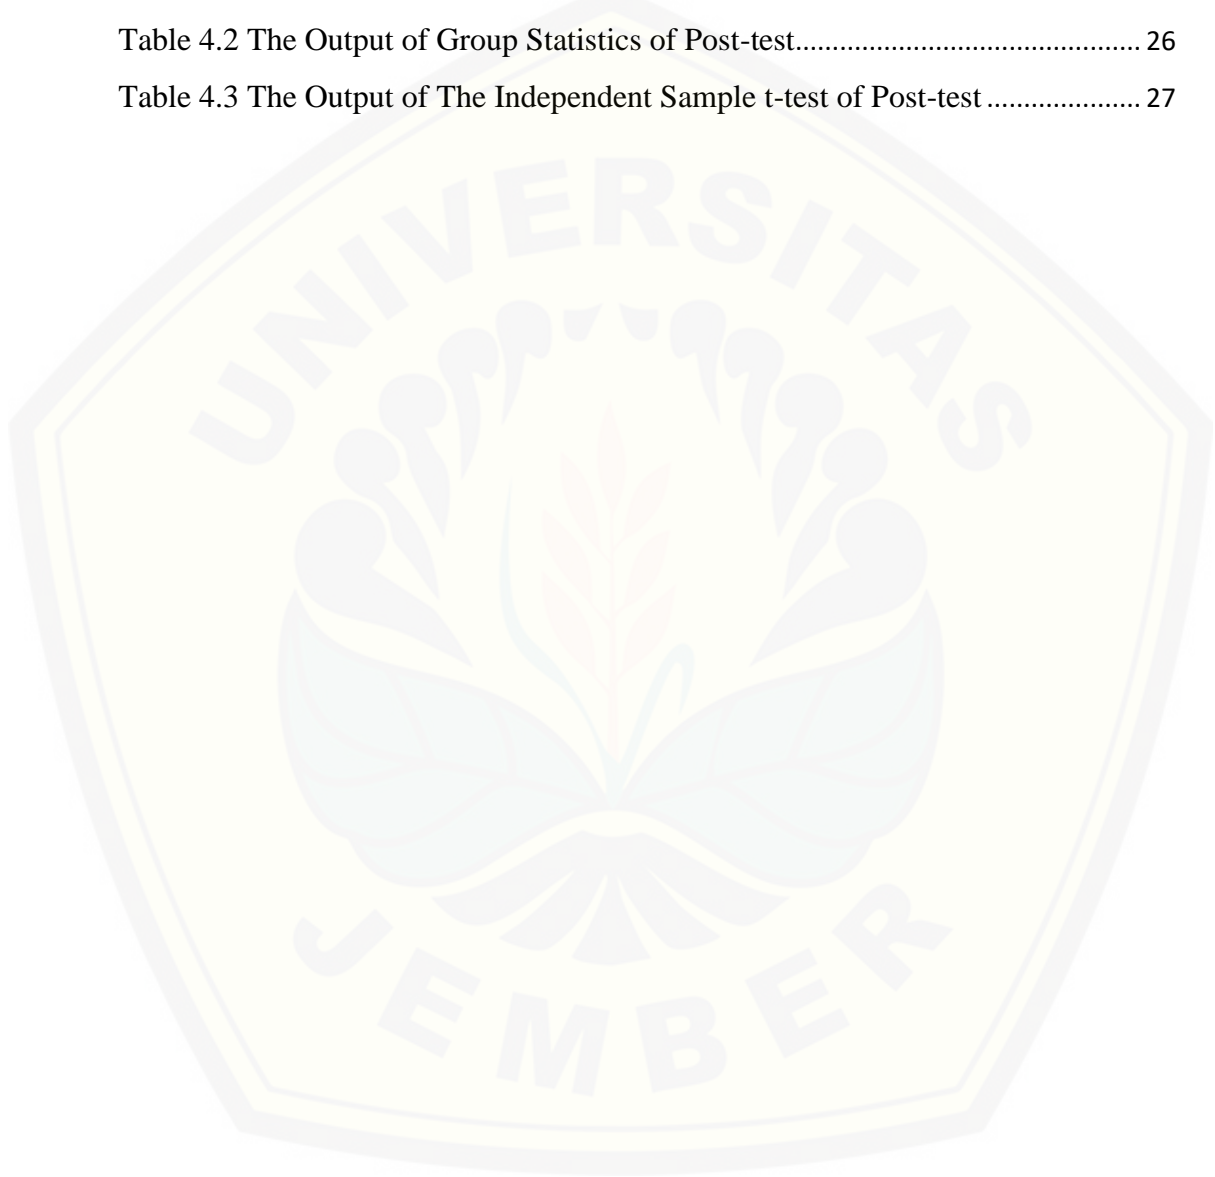 Table 4.2 The Output of Group Statistics of Post-test.............................................. 26
Table 4.3 The Output of The Independent Sample t-test of Post-test..................... 27
UNIVERSITAS
JEMBER